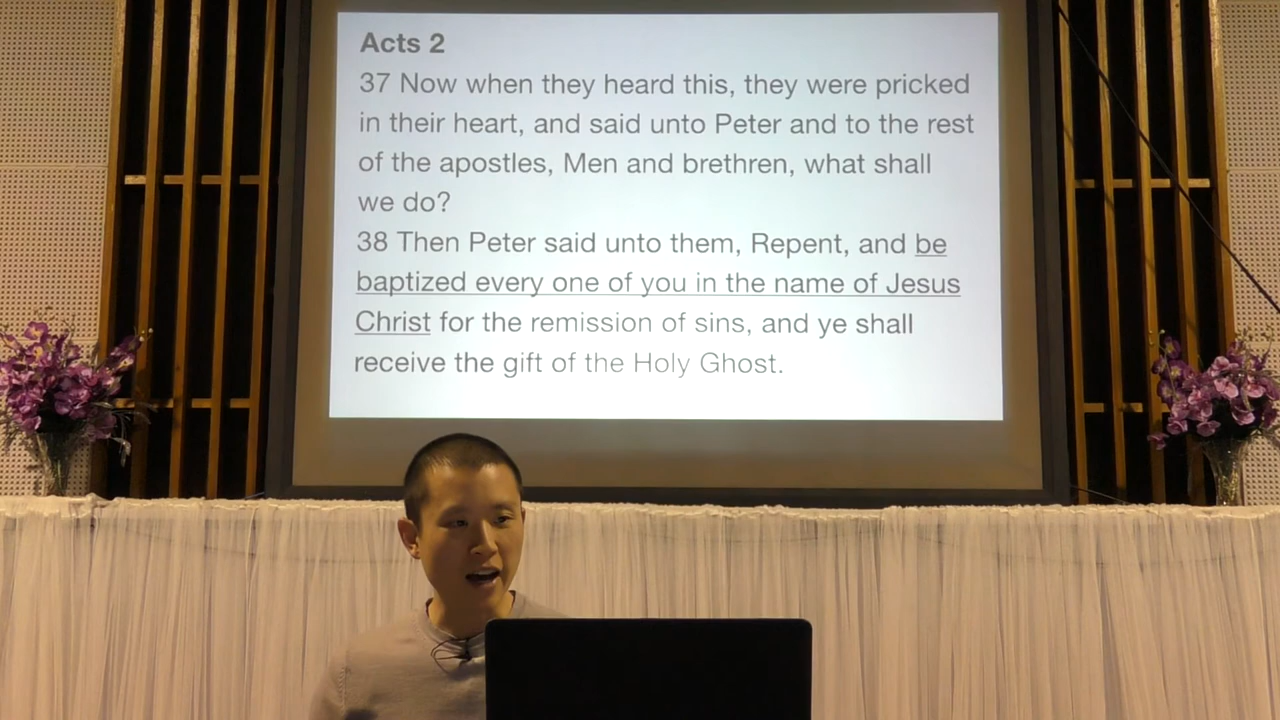 Acts 2
37 Now when they heard this, they were pricked
in their heart, and said unto Peter and to the rest
of the apostles, Men and brethren, what shall
we do?
38 Then Peter said unto them, Repent, and be
baptized every one of you in the name of Jesus
Christ for the remission of sins, and ye shall
receive the gift of the Holy Ghost.